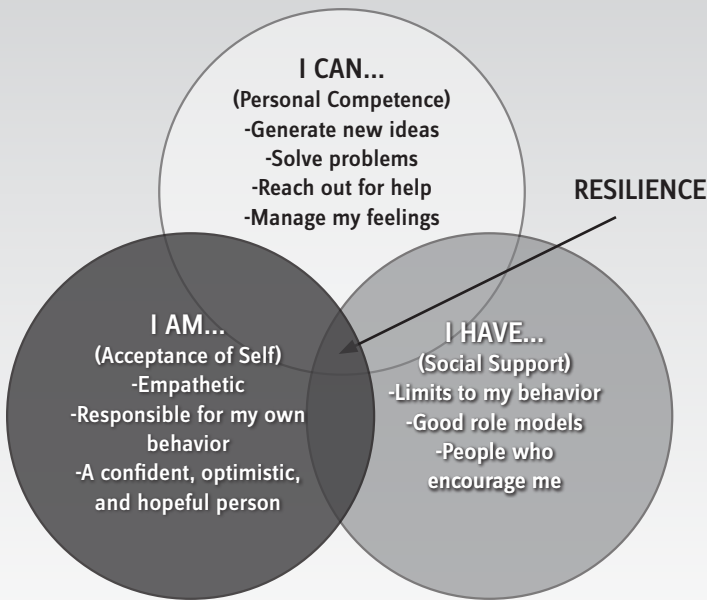 I CAN...
(Personal Competence)
-Generate new ideas
-Solve problems
-Reach out for help
-Manage my feelings
RESILIENCE
I AM...
(Acceptance of Self)
-Empathetic
-Responsible for my own
behavior
-A confident, optimistic,
and hopeful person
I HAVE...
(Social Support)
-Limits to my behavior
-Good role models
-People who
encourage me